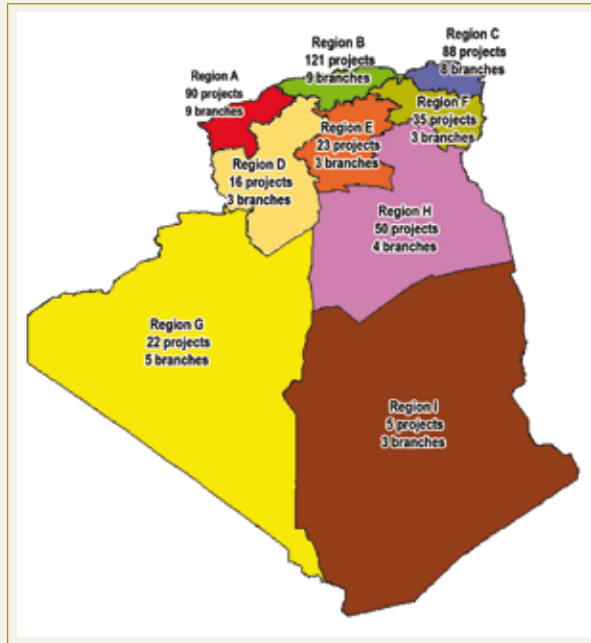 Region A
90 projects
9 branches
Region B
121 projects
9 branches
Region C
88 projects
8 branches
Region D
16 projects
3 branches
Region E
23 projects
3 branches
Region F
35 projects
3 branches
Region G
22 projects
5 branches
Region H
50 projects
4 branches
Region I
5 projects
3 branches